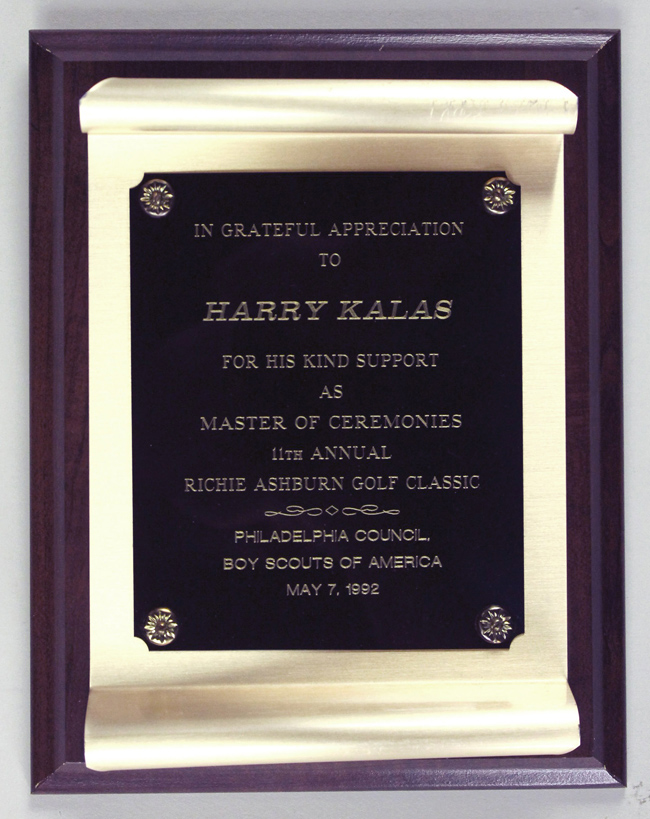 IN GRATEFUL APPRECIATION
TO
HARRY KALAS
FOR HIS KIND SUPPORT
AS
MASTER OF CEREMONIES
11TH ANNUAL
RICHIE ASHBURN GOLF CLASSIC
PHILADELPHIA COUNCIL,
BOY SCOUTS OF AMERICA
MAY 7, 1992